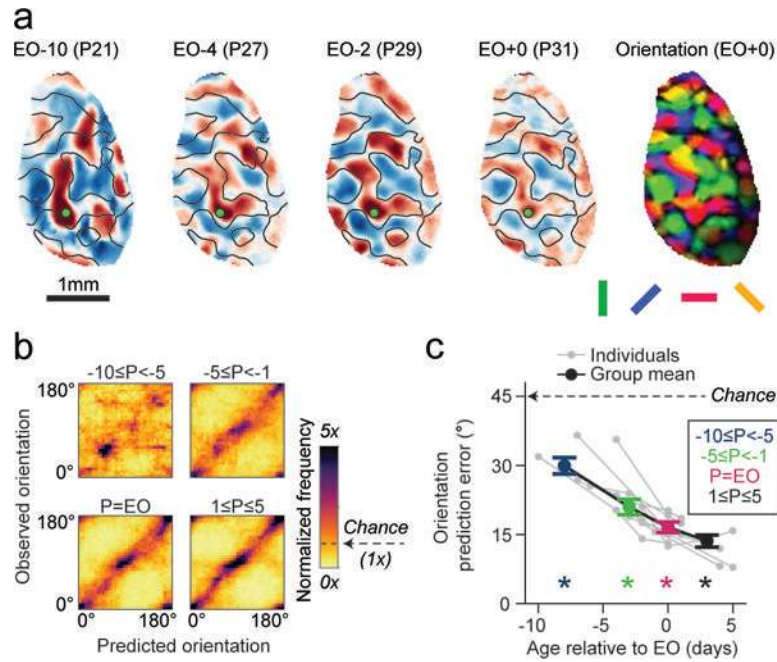 a
EO-10 (P21) EO-4 (P27) EO-2 (P29) EO+0 (P31) Orientation (EO+0)
1mm
b
-10≤P<-5 -5≤P<-1
180°
0°
P=EO 1≤P≤5
180°
0°
0° 180° 0° 180°
Observed orientation
Predicted orientation
Normalized frequency
5x
Chance
(1x)
0x
c
Individuals
Group mean
Chance
45
30
15
0
Orientation
prediction error (°)
-10≤P<-5
-5≤P<-1
P=EO
1≤P≤5
* * * *
-10 -5 0 5
Age relative to EO (days)